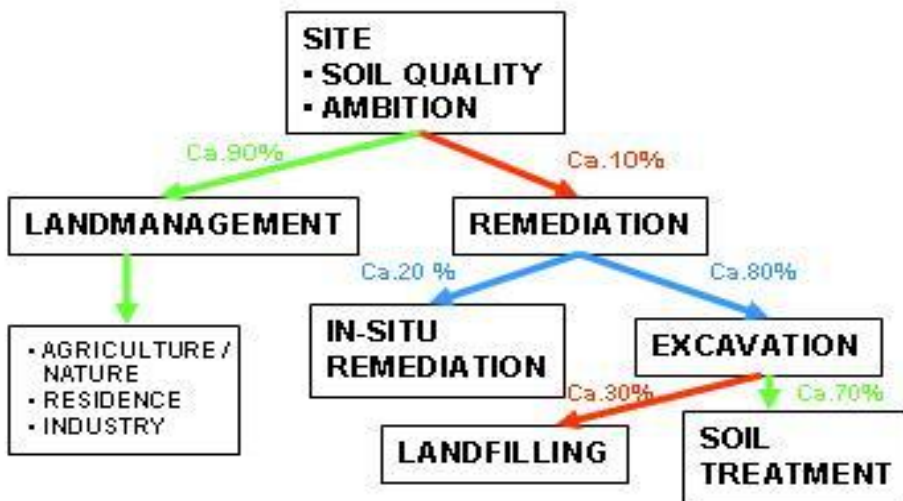 SITE
▪ SOIL QUALITY
▪ AMBITION
Ca.90%
Ca.10%
LANDMANAGEMENT
REMEDIATION
Ca.20 %
Ca.80%
▪ AGRICULTURE /
NATURE
▪ RESIDENCE
▪ INDUSTRY
IN-SITU
REMEDIATION
EXCAVATION
Ca.30%
Ca.70%
LANDFILLING
SOIL
TREATMENT